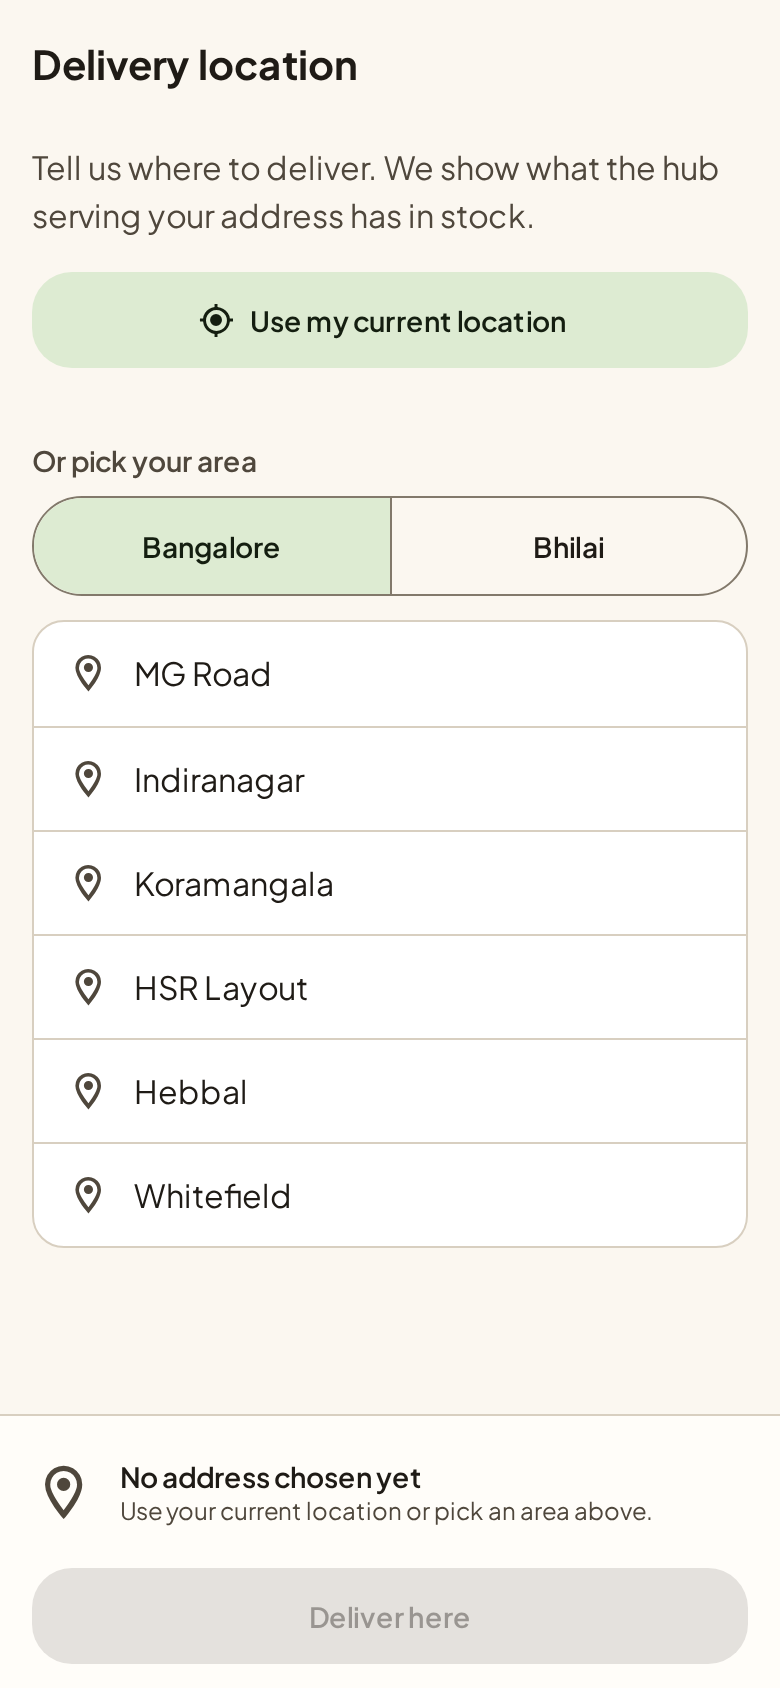 Delivery location
Tell us where to deliver. We show what the hub
serving your address has in stock.
Use my current location
Or pick your area
Bangalore
Bhilai
MG Road
Indiranagar
Koramangala
HSR Layout
Hebbal
Whitefield
No address chosen yet
Use your current location or pick an area above.
Deliver here